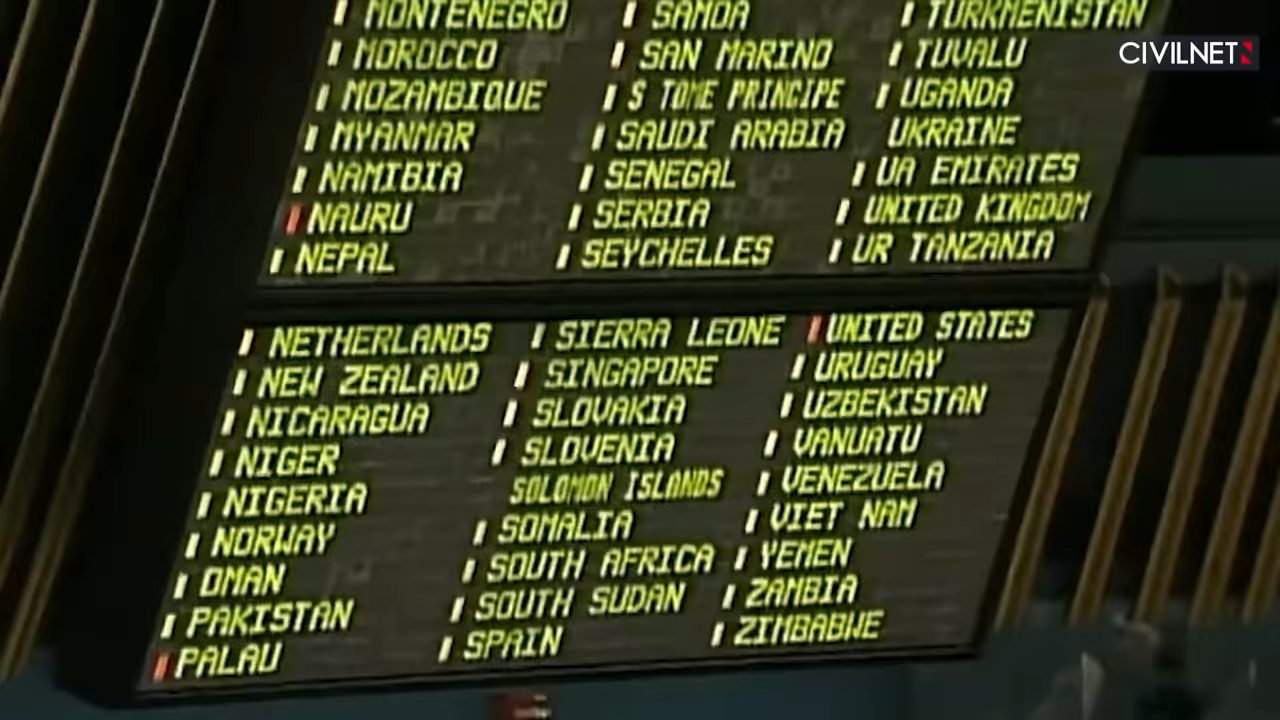 CIVILNET
MONTENEGRO
MOROCCO
MOZAMBIQUE
MYANMAR
NAMIBIA
NAURU
NEPAL
NETHERLANDS
NEW ZEALAND
NICARAGUA
NIGER
NIGERIA
NORWAY
OMAN
PAKISTAN
PALAU
SAMOA
SAN MARINO
S TOME PRINCIPE
SAUDI ARABIA
SENEGAL
SERBIA
SEYCHELLES
SIERRA LEONE
SINGAPORE
SLOVAKIA
SLOVENIA
SOLOMON ISLANDS
SOMALIA
SOUTH AFRICA
SOUTH SUDAN
SPAIN
TURKMENISTAN
TUVALU
UGANDA
UKRAINE
UA EMIRATES
UNITED KINGDOM
UR TANZANIA
UNITED STATES
URUGUAY
UZBEKISTAN
VANUATU
VENEZUELA
VIET NAM
YEMEN
ZAMBIA
ZIMBABWE